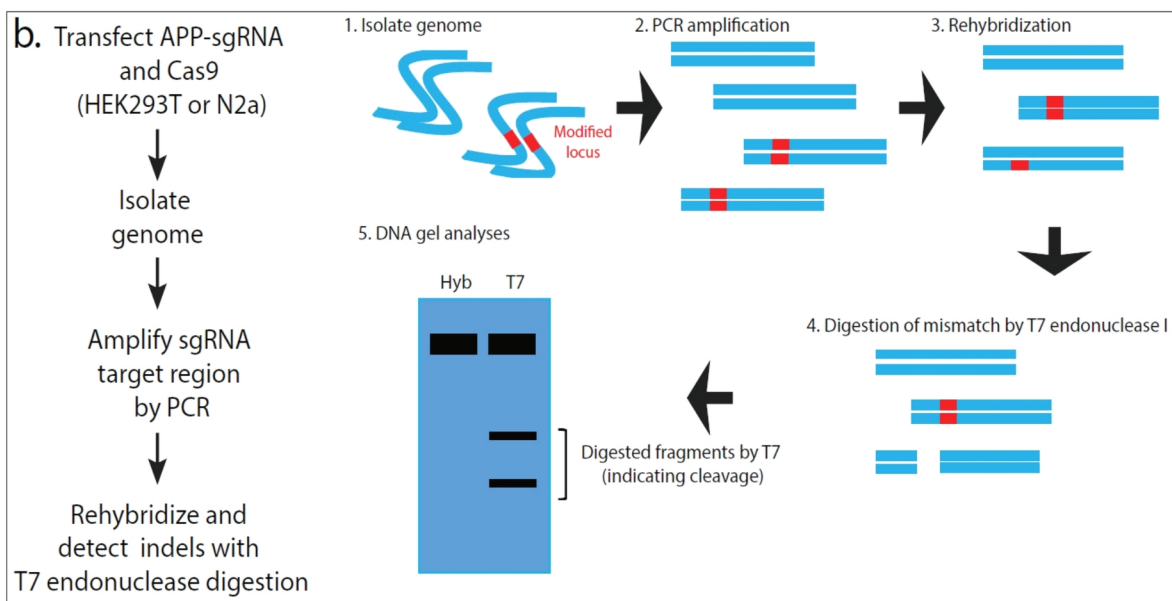 b.
Transfect APP-sgRNA
and Cas9
(HEK293T or N2a)
Isolate
genome
Amplify sgRNA
target region
by PCR
Rehybridize and
detect indels with
T7 endonuclease digestion
1. Isolate genome
Modified
locus
2. PCR amplification
3. Rehybridization
4. Digestion of mismatch by T7 endonuclease I
5. DNA gel analyses
Hyb T7
Digested fragments by T7
(indicating cleavage)